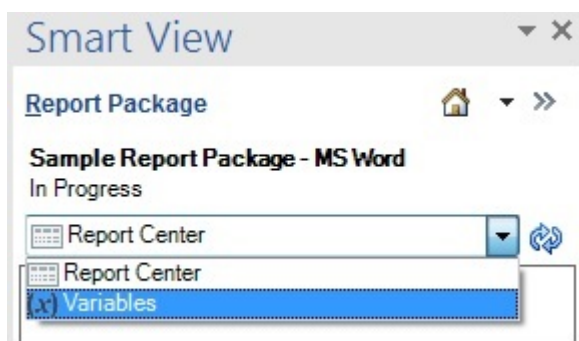 Smart View
Report Package
Sample Report Package - MS Word
In Progress
Report Center
Report Center
(x) Variables